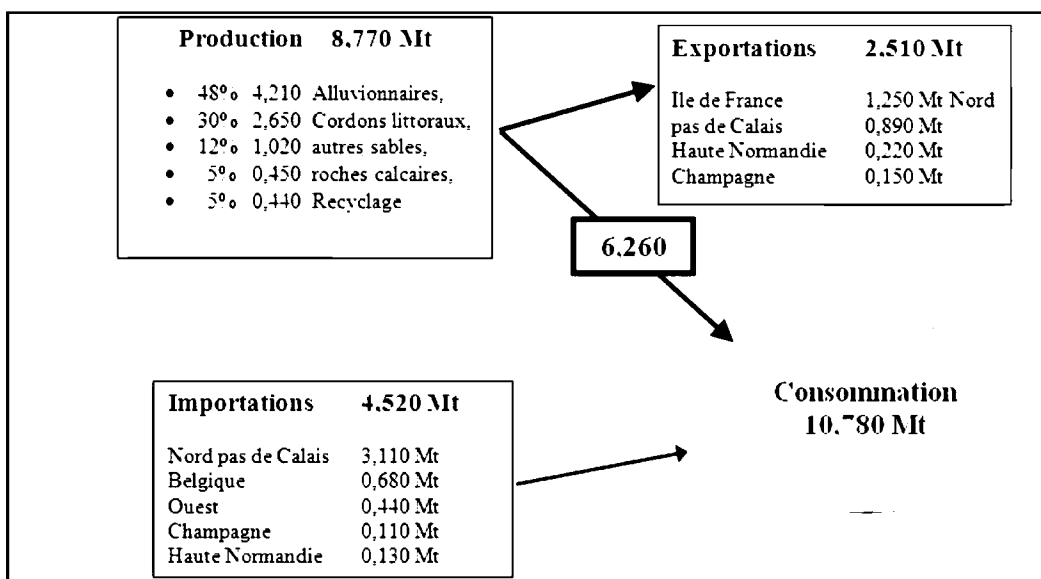 Production 8,770 Mt
• 48% 4,210 Alluvionnaires,
• 30% 2,650 Cordons littoraux,
• 12% 1,020 autres sables,
• 5% 0,450 roches calcaires,
• 5% 0,440 Recyclage
Exportations 2,510 Mt
Ile de France 1,250 Mt Nord
pas de Calais 0,890 Mt
Haute Normandie 0,220 Mt
Champagne 0,150 Mt
6,260
Consommation
10,780 Mt
Importations 4,520 Mt
Nord pas de Calais 3,110 Mt
Belgique 0,680 Mt
Ouest 0,440 Mt
Champagne 0,110 Mt
Haute Normandie 0,130 Mt